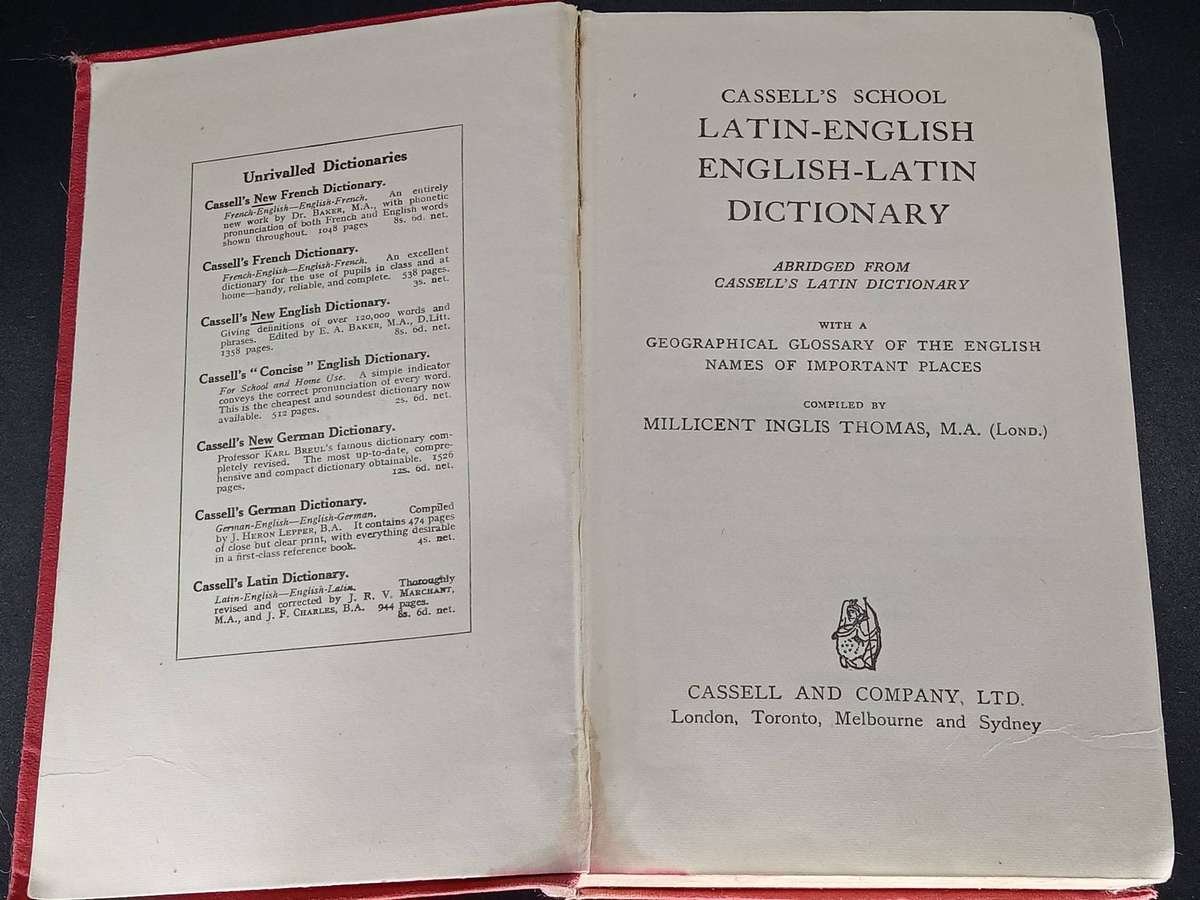 Unrivalled Dictionaries
Cassell's New French Dictionary.
French-English—English-French. An entirely
new work by Dr. BAKER, M.A., with phonetic
pronunciation of both French and English words
shown throughout. 1048 pages 8s. 6d. net.
Cassell's French Dictionary.
French-English—English-French. An excellent
dictionary for the use of pupils in class and at
home—handy, reliable, and complete. 538 pages.
3s. net.
Cassell's New English Dictionary.
Giving definitions of over 120,000 words and
phrases. Edited by E. A. BAKER, M.A., D.Litt.
1358 pages. 8s. 6d. net.
Cassell's "Concise" English Dictionary.
For School and Home Use. A simple indicator
conveys the correct pronunciation of every word.
This is the cheapest and soundest dictionary now
available. 512 pages. 2s. 6d. net.
Cassell's New German Dictionary.
Professor KARL BREUL's famous dictionary com-
pletely revised. The most up-to-date, compre-
hensive and compact dictionary obtainable. 1526
pages. 12s. 6d. net.
Cassell's German Dictionary.
German-English—English-German. Compiled
by J. HERON LEPPER, B.A. It contains 474 pages
of close but clear print, with everything desirable
in a first-class reference book. 4s. net.
Cassell's Latin Dictionary.
Latin-English—English-Latin. Thoroughly
revised and corrected by J. R. V. MARCHANT,
M.A., and J. F. CHARLES, B.A. 944 pages.
8s. 6d. net.
CASSELL'S SCHOOL
LATIN-ENGLISH
ENGLISH-LATIN
DICTIONARY
ABRIDGED FROM
CASSELL'S LATIN DICTIONARY
WITH A
GEOGRAPHICAL GLOSSARY OF THE ENGLISH
NAMES OF IMPORTANT PLACES
COMPILED BY
MILLICENT INGLIS THOMAS, M.A. (LOND.)
CASSELL AND COMPANY, LTD.
London, Toronto, Melbourne and Sydney